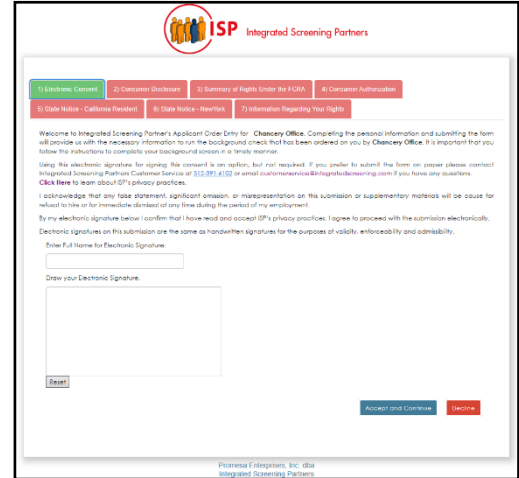 ISP Integrated Screening Partners
1) Electronic Consent 2) Consumer Disclosure 3) Summary of Rights Under the FCRA 4) Consumer Authorization
5) State Notice - California Resident 6) State Notice - NewYork 7) Information Regarding Your Rights
Welcome to Integrated Screening Partner's Applicant Order Entry for Chancery Office. Completing the personal information and submitting the form
will provide us with the necessary information to run the background check that has been ordered on you by Chancery Office. It is important that you
follow the instructions to complete your background screen in a timely manner.
Using this electronic signature for signing this consent is an option, but not required. If you prefer to submit the form on paper please contact
Integrated Screening Partners Customer Service at 512-891-6102 or email customerservice@integratedscreening.com if you have any questions.
Click Here to learn about ISP's privacy practices.
I acknowledge that any false statement, significant omission, or misrepresentation on this submission or supplementary materials will be cause for
refusal to hire or for immediate dismissal at any time during the period of my employment.
By my electronic signature below I confirm that I have read and accept ISP's privacy practices. I agree to proceed with the submission electronically.
Electronic signatures on this submission are the same as handwritten signatures for the purposes of validity, enforceability and admissibility.
Enter Full Name for Electronic Signature:
Draw your Electronic Signature.
Reset
Accept and Continue Decline
Promesa Enterprises, Inc. dba
Integrated Screening Partners